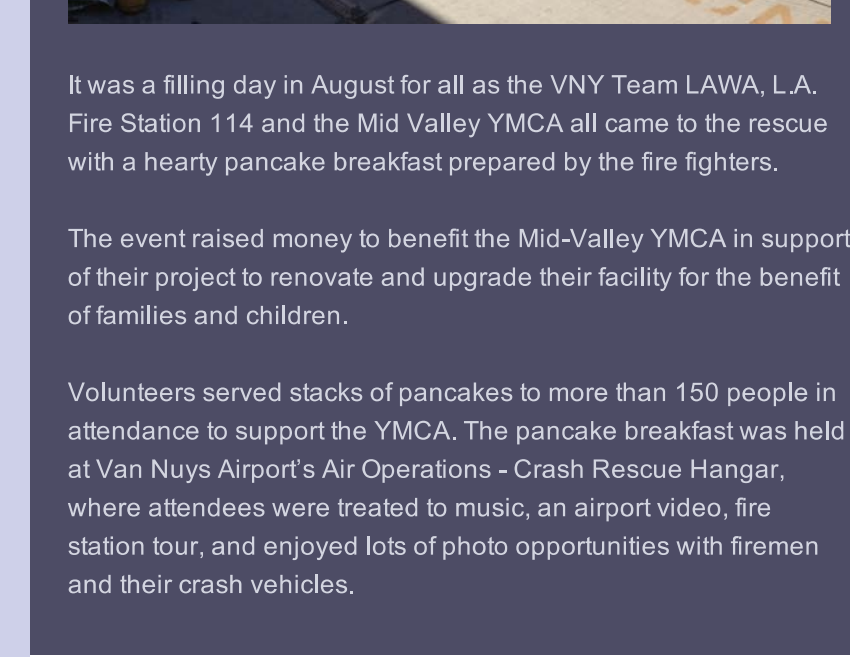 It was a filling day in August for all as the VNY Team LAWA, L.A.
Fire Station 114 and the Mid Valley YMCA all came to the rescue
with a hearty pancake breakfast prepared by the fire fighters.
The event raised money to benefit the Mid-Valley YMCA in support
of their project to renovate and upgrade their facility for the benefit
of families and children.
Volunteers served stacks of pancakes to more than 150 people in
attendance to support the YMCA. The pancake breakfast was held
at Van Nuys Airport’s Air Operations - Crash Rescue Hangar,
where attendees were treated to music, an airport video, fire
station tour, and enjoyed lots of photo opportunities with firemen
and their crash vehicles.